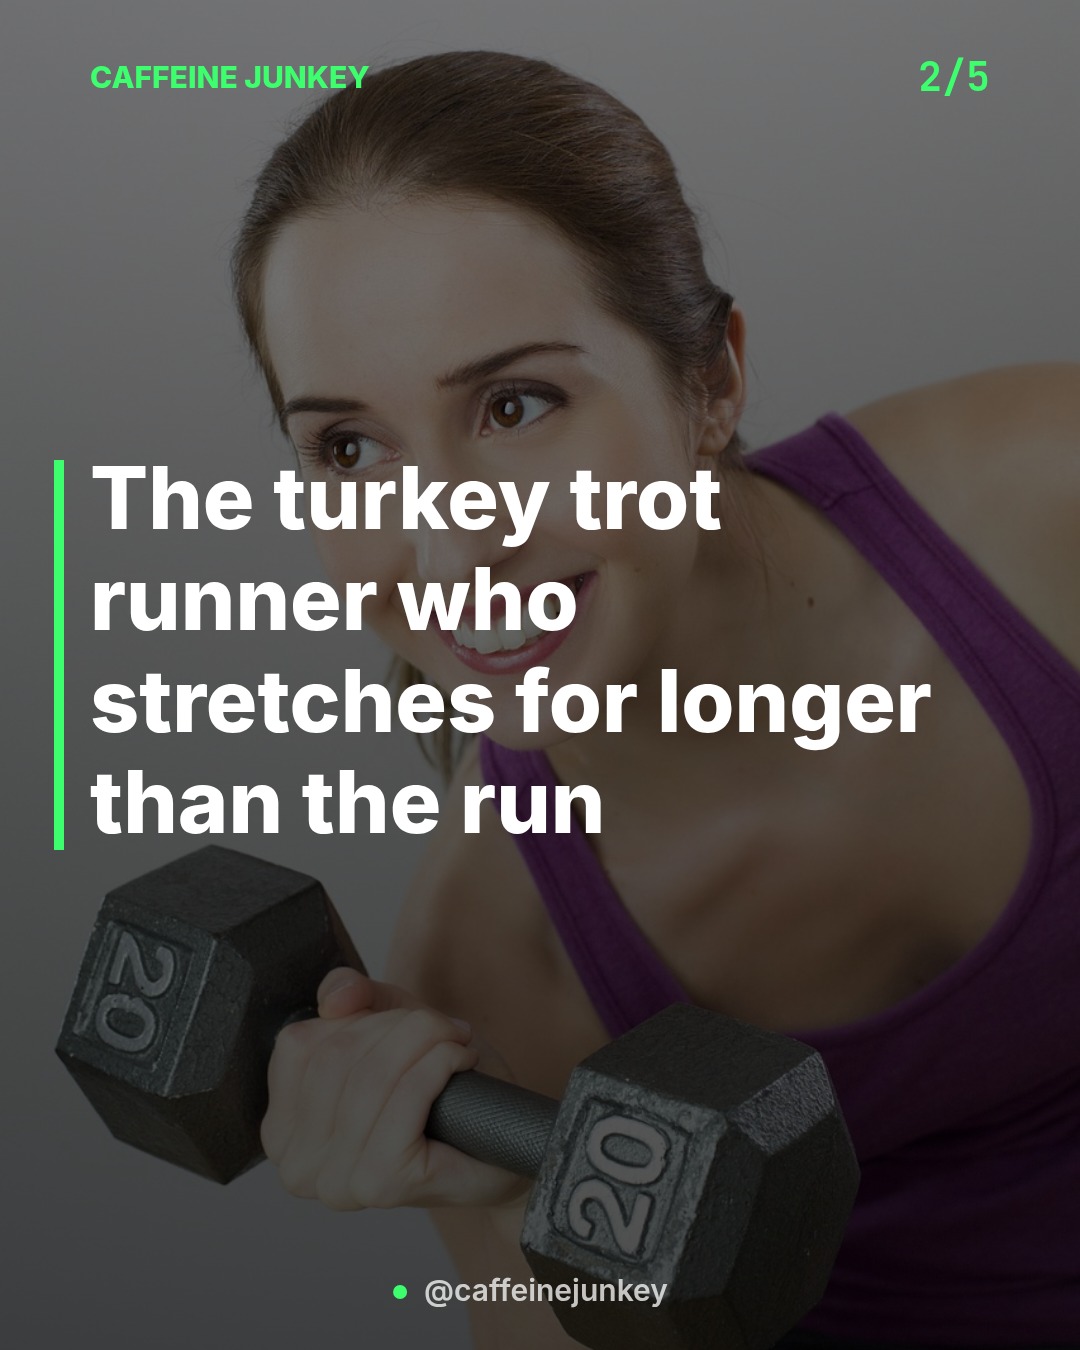 CAFFEINE JUNKEY
2/5
The turkey trot
runner who
stretches for longer
than the run
20
20
@caffeinejunkey